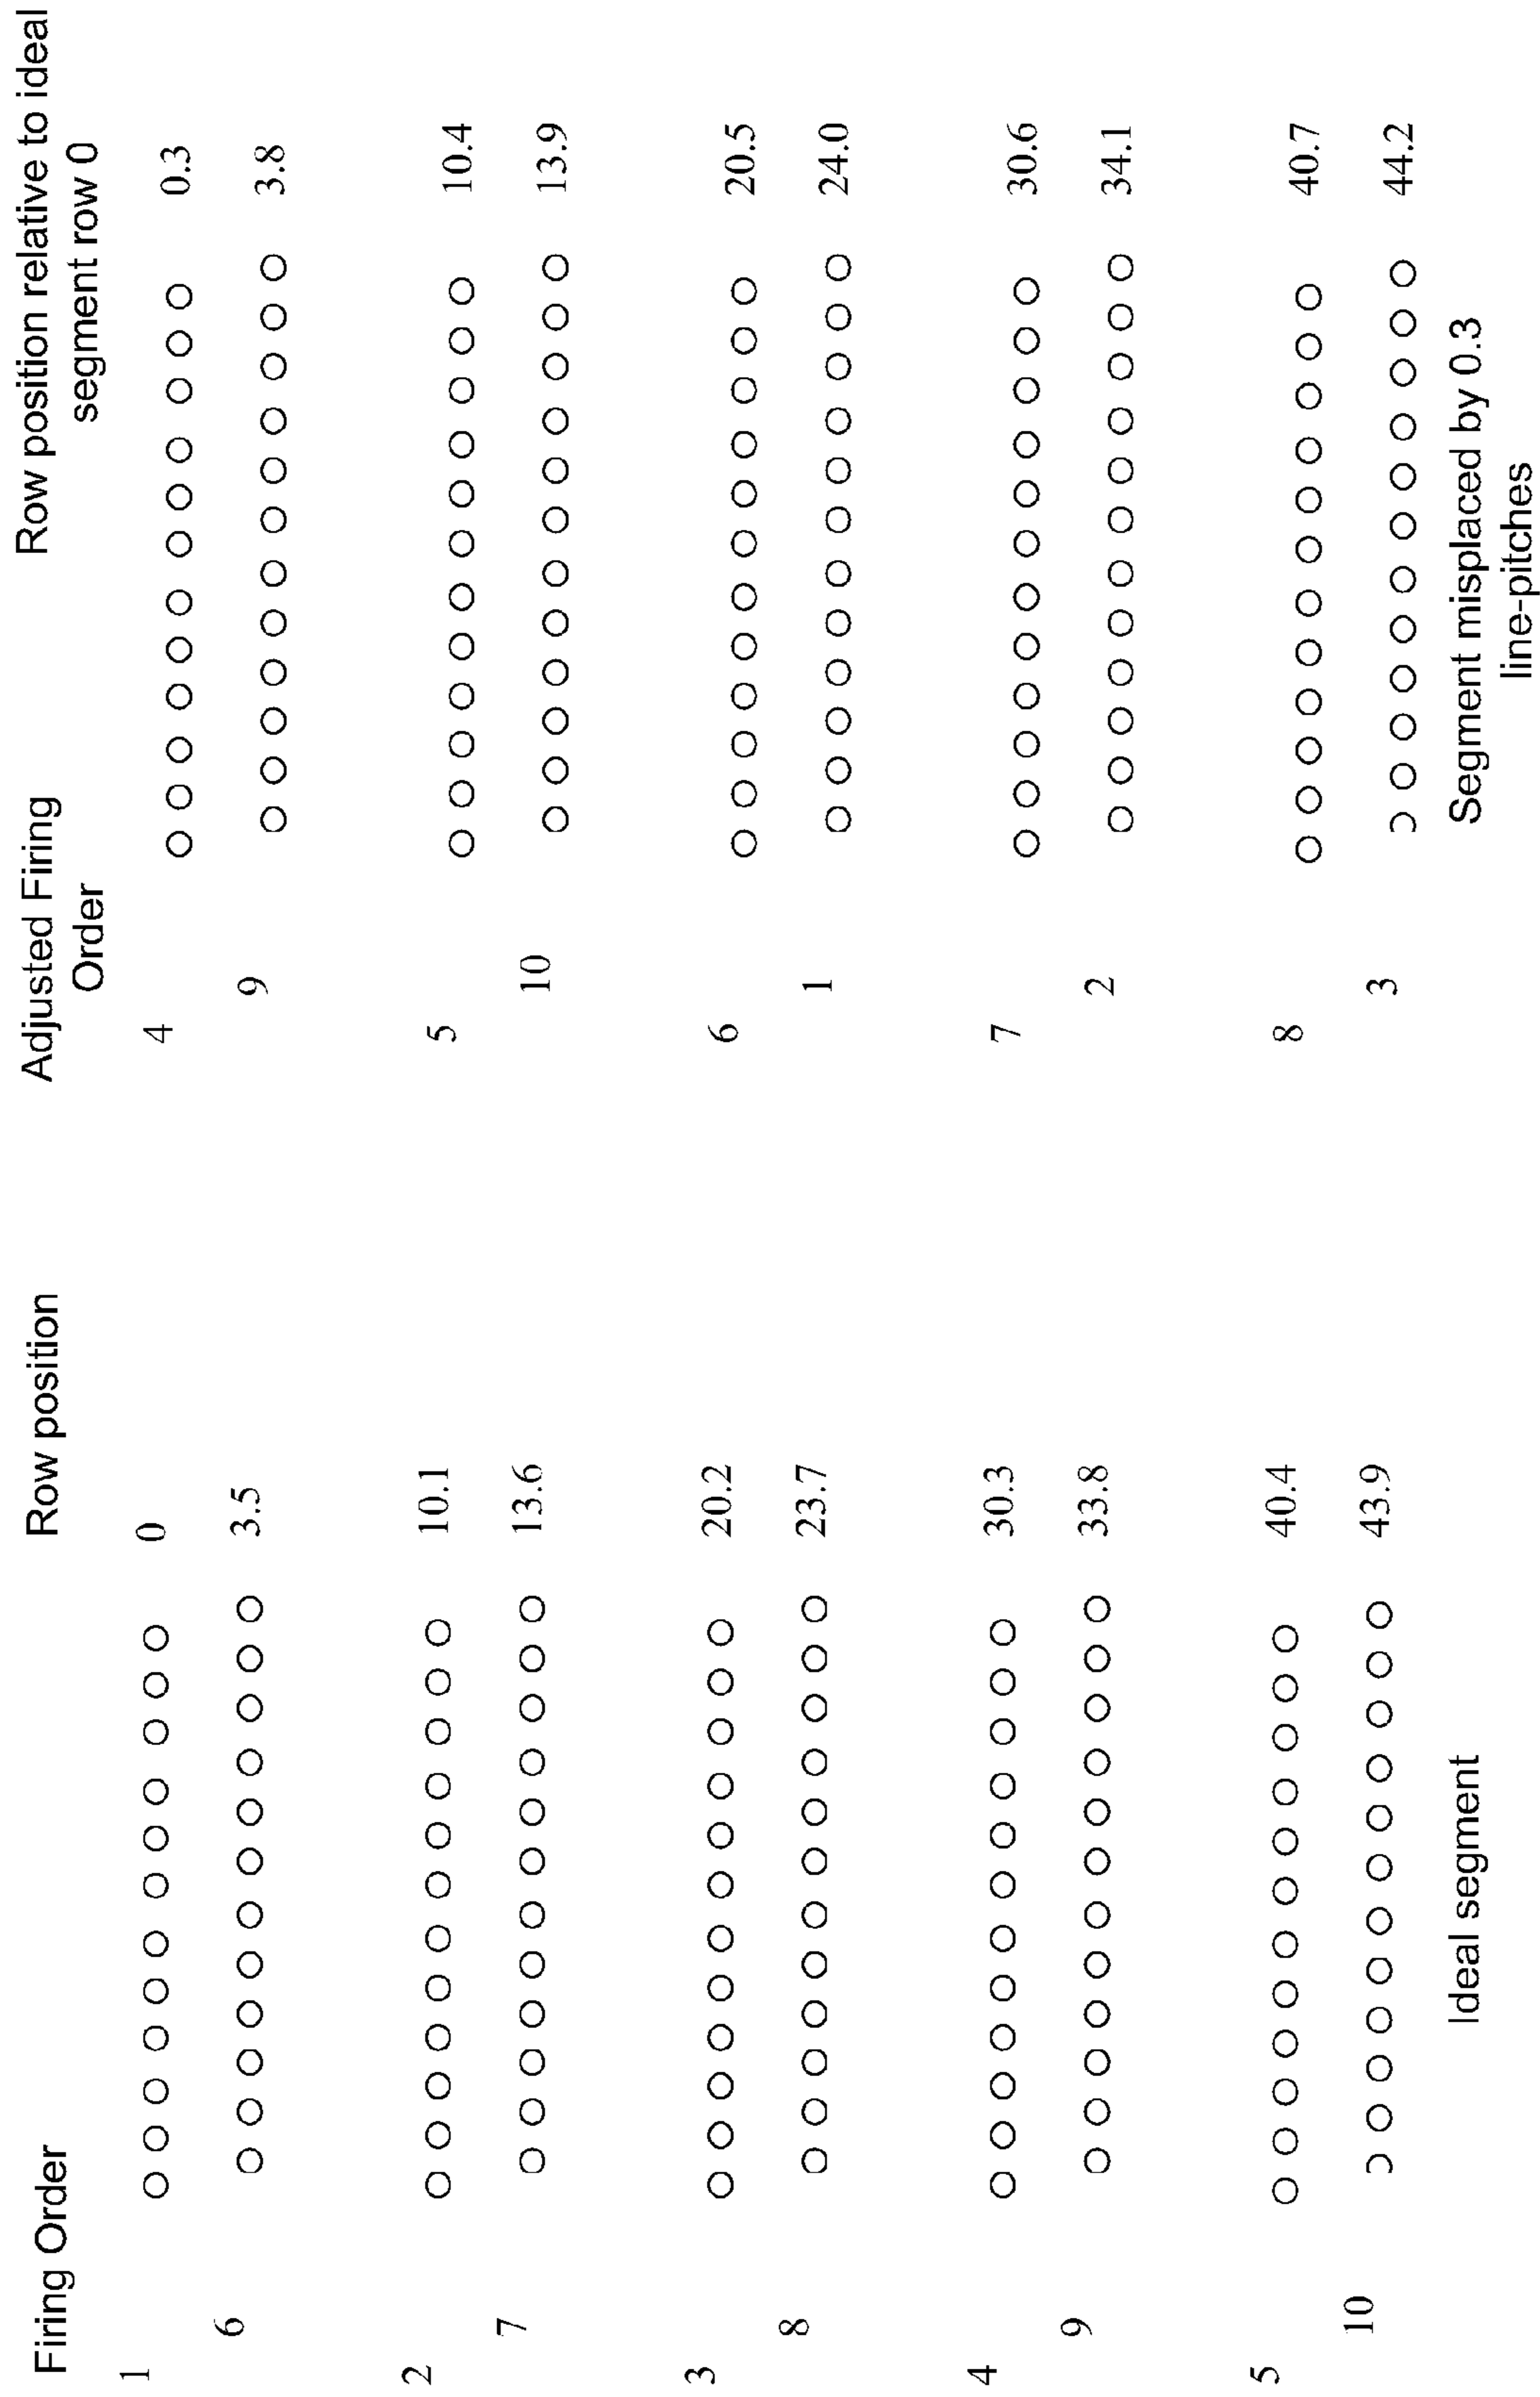 Firing Order
Row position
Adjusted Firing
Order
Row position relative to ideal
segment row 0
1 0 4 0.3
6 3.5 9 3.8
2 10.1 5 10.4
7 13.6 10 13.9
3 20.2 6 20.5
8 23.7 1 24.0
4 30.3 7 30.6
9 33.8 2 34.1
5 40.4 8 40.7
10 43.9 3 44.2
Ideal segment
Segment misplaced by 0.3
line-pitches